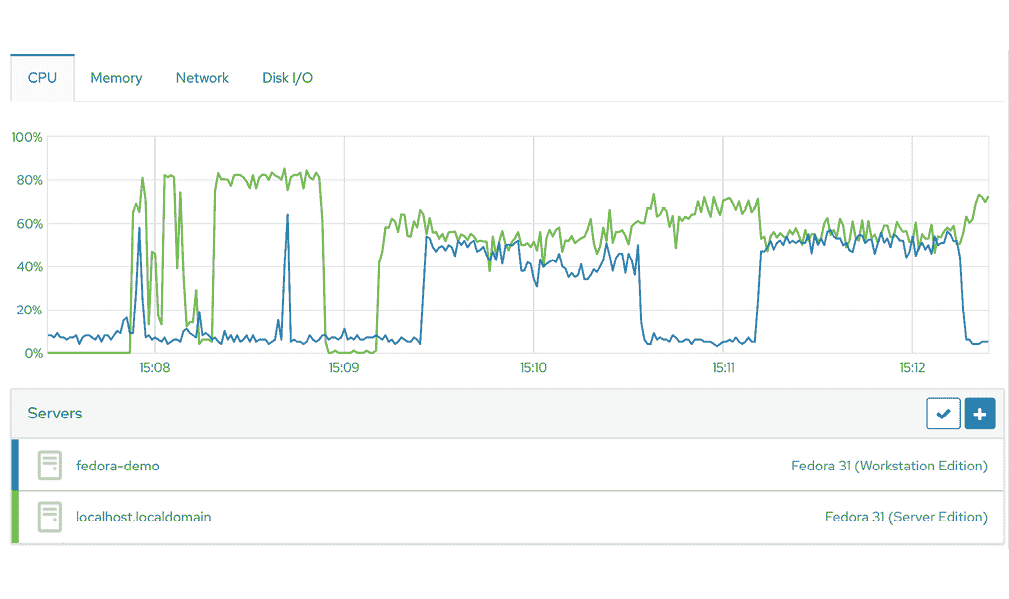 CPU Memory Network Disk I/O
100%
80%
60%
40%
20%
0%
15:08 15:09 15:10 15:11 15:12
Servers
fedora-demo Fedora 31 (Workstation Edition)
localhost.localdomain Fedora 31 (Server Edition)